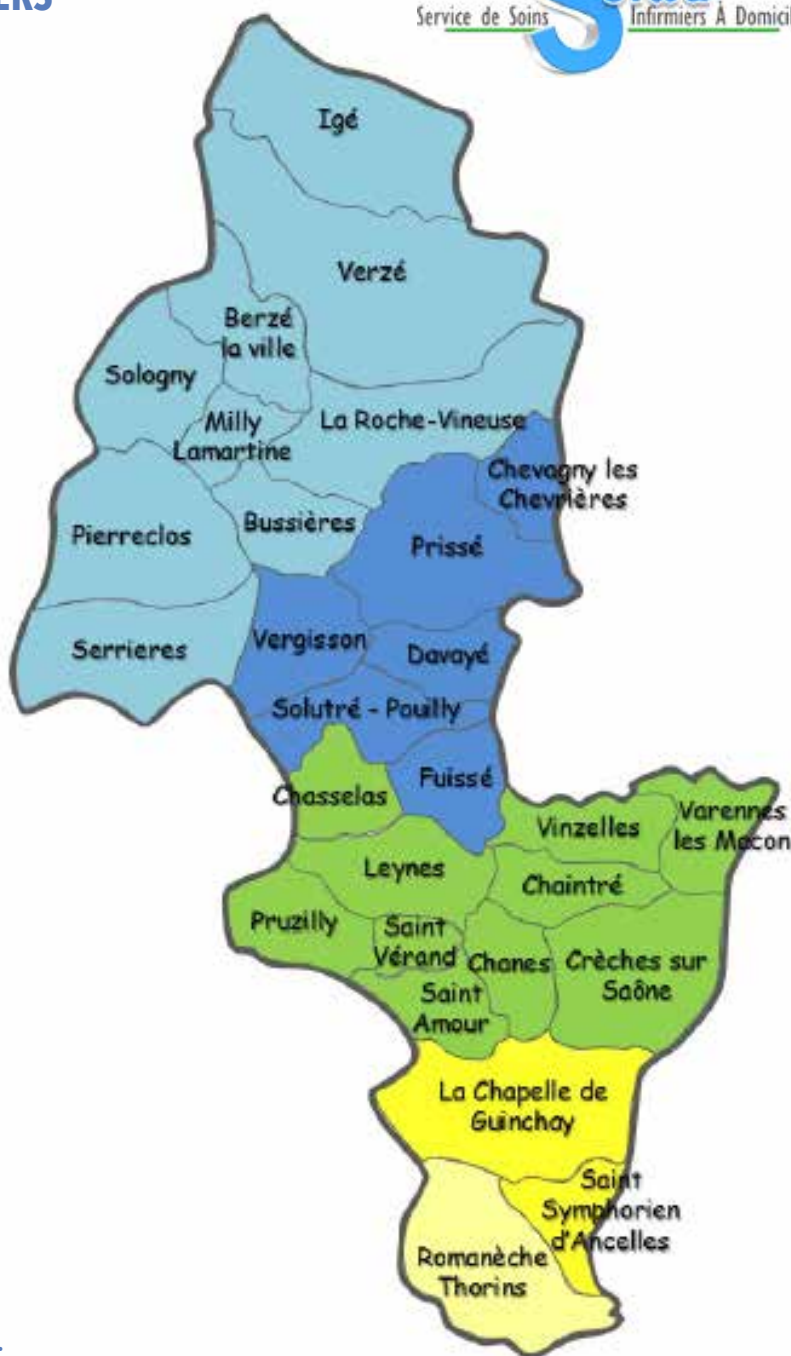 Service de Soins Infirmiers À Domicil
Igé
Verzé
Berzé
la ville
Sologny
Milly
Lamartine
La Roche-Vineuse
Chevagny les
Chevrières
Pierreclos
Bussières
Prissé
Serrieres
Vergisson
Davayé
Solutré - Pouilly
Fuissé
Chasselas
Vinzelles
Varennes
les Macon
Leynes
Chaintré
Pruzilly
Saint
Vérand
Chanes
Crèches sur
Saône
Saint
Amour
La Chapelle de
Guinchay
Saint
Symphorien
d'Ancelles
Romanèche
Thorins